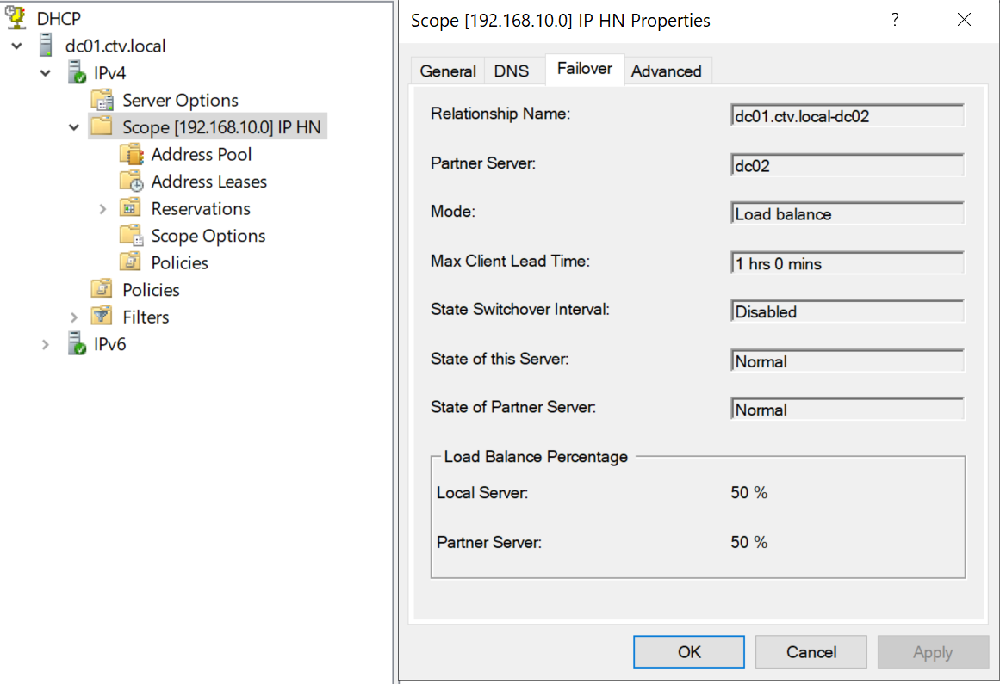 DHCP
dc01.ctv.local
IPv4
Server Options
Scope [192.168.10.0] IP HN
Address Pool
Address Leases
Reservations
Scope Options
Policies
Policies
Filters
IPv6
Scope [192.168.10.0] IP HN Properties ?
General DNS Failover Advanced
Relationship Name: dc01.ctv.local-dc02
Partner Server: dc02
Mode: Load balance
Max Client Lead Time: 1 hrs 0 mins
State Switchover Interval: Disabled
State of this Server: Normal
State of Partner Server: Normal
Load Balance Percentage
Local Server: 50 %
Partner Server: 50 %
OK Cancel Apply